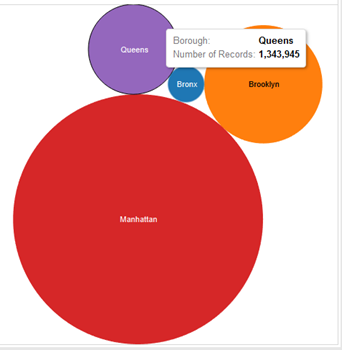 Borough: Queens
Number of Records: 1,343,945
Queens
Bronx
Brooklyn
Manhattan